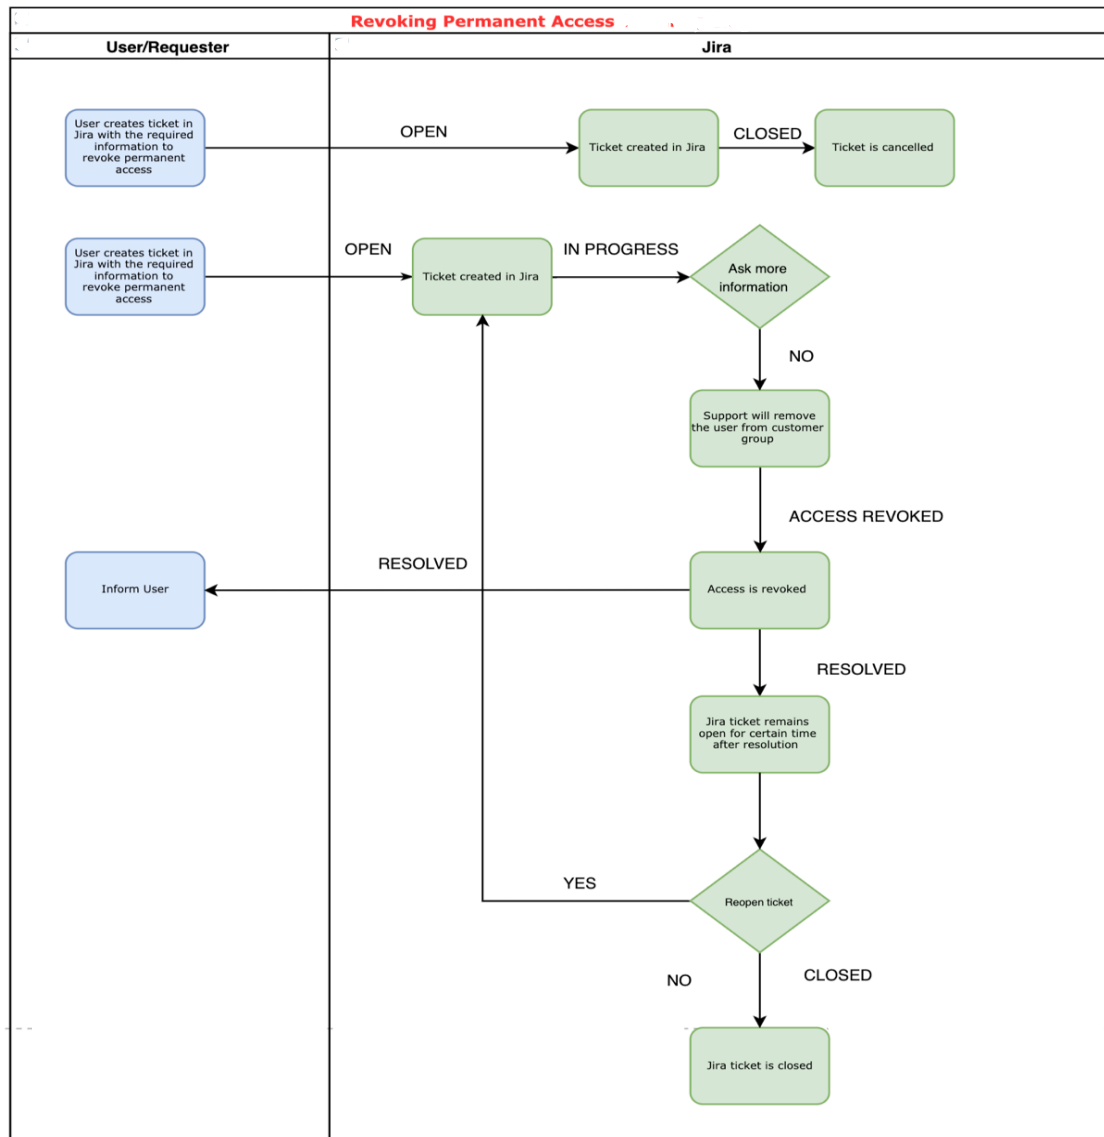 Revoking Permanent Access
User/Requester
Jira
User creates ticket in
Jira with the required
information to
revoke permanent
access
OPEN
Ticket created in Jira
CLOSED
Ticket is cancelled
User creates ticket in
Jira with the required
information to
revoke permanent
access
OPEN
Ticket created in Jira
IN PROGRESS
Ask more
information
NO
Support will remove
the user from customer
group
ACCESS REVOKED
Inform User
RESOLVED
Access is revoked
RESOLVED
Jira ticket remains
open for certain time
after resolution
YES
Reopen ticket
NO
CLOSED
Jira ticket is closed